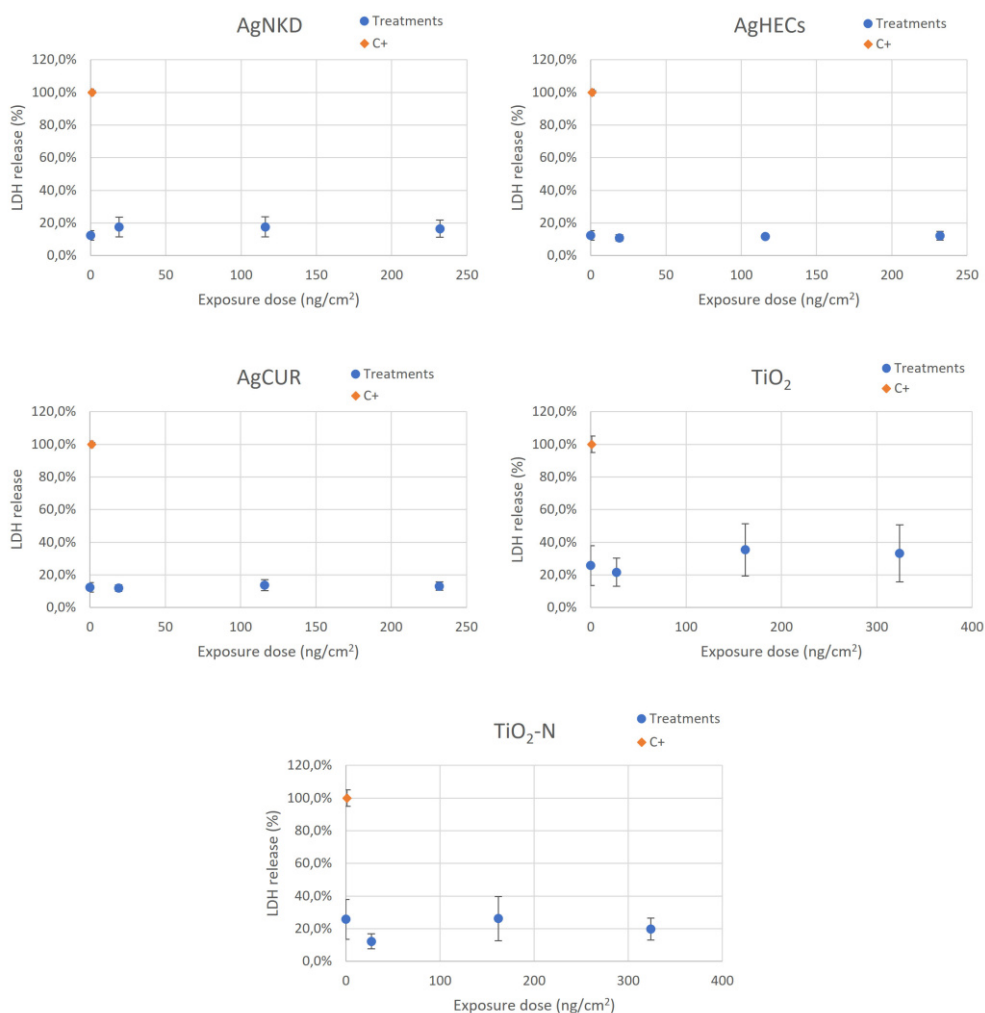 AgNKD
Treatments
C+
120,0%
100,0%
80,0%
60,0%
40,0%
20,0%
0,0%
LDH release (%)
0 50 100 150 200 250
Exposure dose (ng/cm²)
AgHECs
Treatments
C+
120,0%
100,0%
80,0%
60,0%
40,0%
20,0%
0,0%
LDH release (%)
0 50 100 150 200 250
Exposure dose (ng/cm²)
AgCUR
Treatments
C+
120,0%
100,0%
80,0%
60,0%
40,0%
20,0%
0,0%
LDH release
0 50 100 150 200 250
Exposure dose (ng/cm²)
TiO₂
Treatments
C+
120,0%
100,0%
80,0%
60,0%
40,0%
20,0%
0,0%
LDH release (%)
0 100 200 300 400
Exposure dose (ng/cm²)
TiO₂-N
Treatments
C+
120,0%
100,0%
80,0%
60,0%
40,0%
20,0%
0,0%
LDH release (%)
0 100 200 300 400
Exposure dose (ng/cm²)